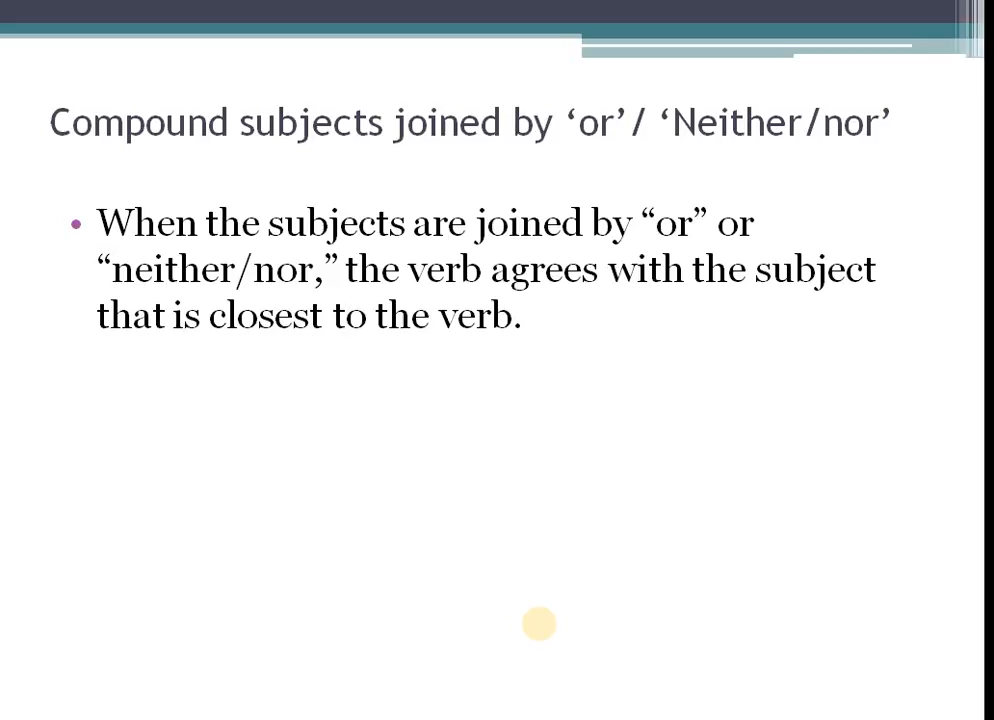 Compound subjects joined by ‘or’/ ‘Neither/nor’
• When the subjects are joined by “or” or
“neither/nor,” the verb agrees with the subject
that is closest to the verb.